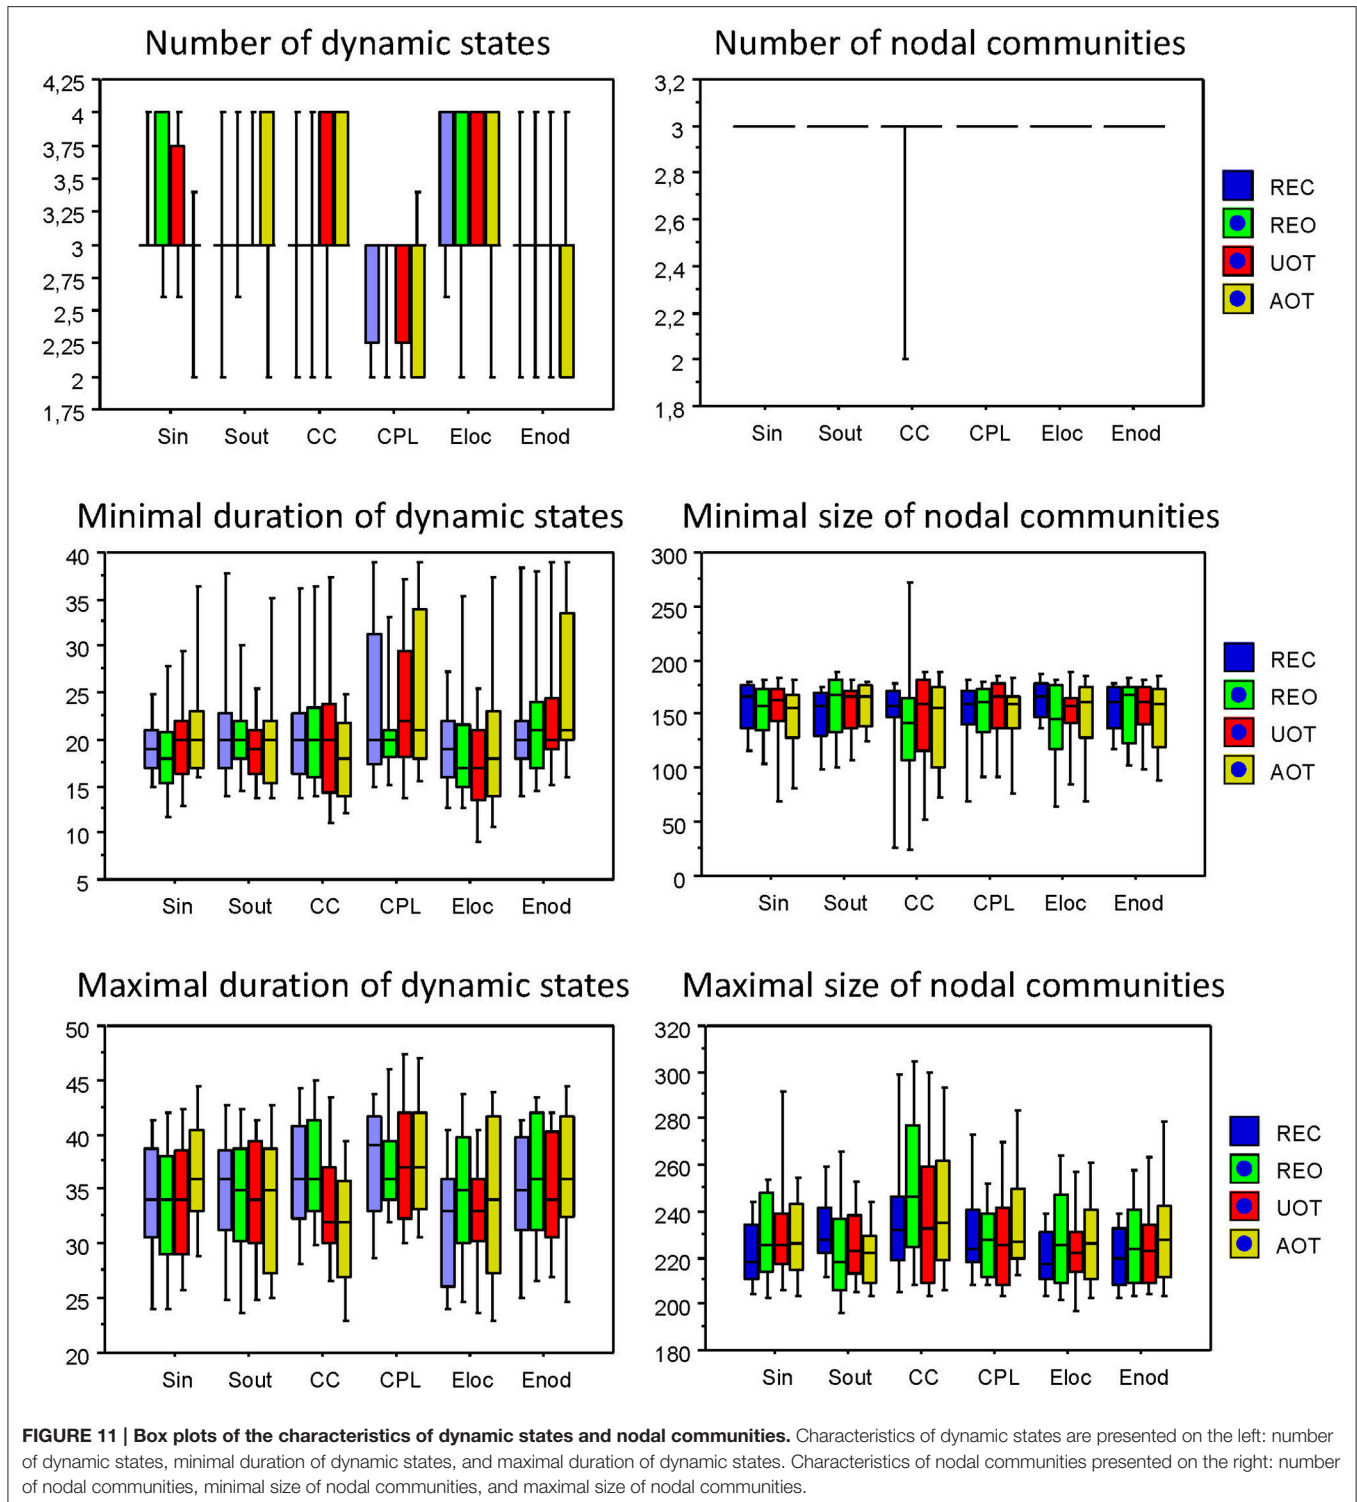 Number of dynamic states
4,25
4
3,75
3,5
3,25
3
2,75
2,5
2,25
2
1,75
Sin Sout CC CPL Eloc Enod
Number of nodal communities
3,2
3
2,8
2,6
2,4
2,2
2
1,8
Sin Sout CC CPL Eloc Enod
REC
REO
UOT
AOT
Minimal duration of dynamic states
40
35
30
25
20
15
10
5
Sin Sout CC CPL Eloc Enod
Minimal size of nodal communities
300
250
200
150
100
50
0
Sin Sout CC CPL Eloc Enod
REC
REO
UOT
AOT
Maximal duration of dynamic states
50
45
40
35
30
25
20
Sin Sout CC CPL Eloc Enod
Maximal size of nodal communities
320
300
280
260
240
220
200
180
Sin Sout CC CPL Eloc Enod
REC
REO
UOT
AOT
FIGURE 11 | Box plots of the characteristics of dynamic states and nodal communities. Characteristics of dynamic states are presented on the left: number
of dynamic states, minimal duration of dynamic states, and maximal duration of dynamic states. Characteristics of nodal communities presented on the right: number
of nodal communities, minimal size of nodal communities, and maximal size of nodal communities.